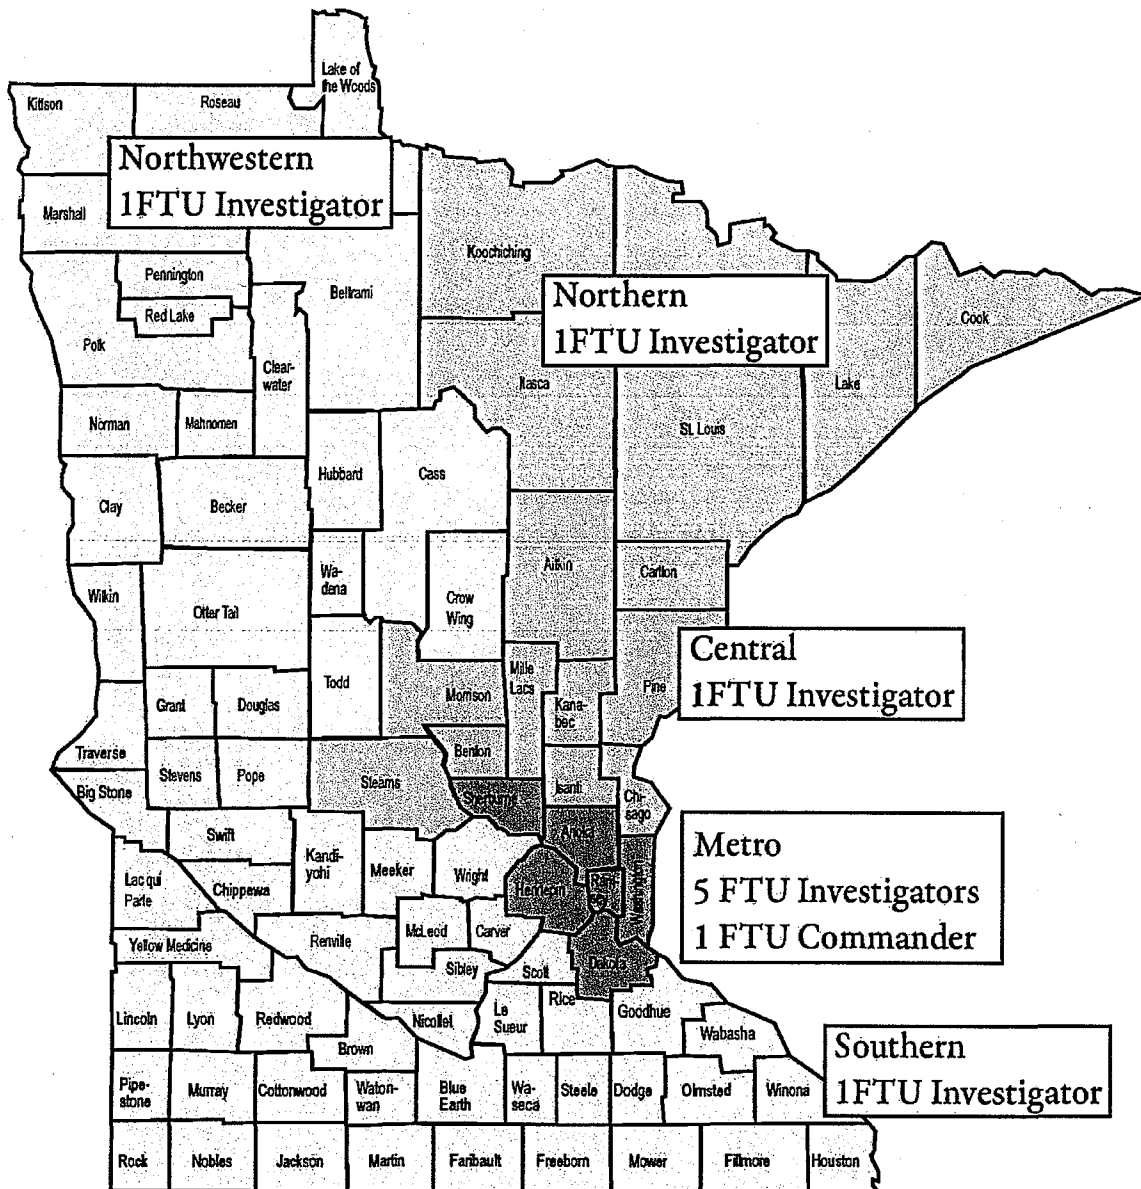 Lake of
the Woods
Kittson
Roseau
Northwestern
1FTU Investigator
Marshall
Koochiching
Pennington
Beltrami
Northern
1FTU Investigator
Red Lake
Cook
Polk
Clear-
water
Itasca
Lake
Norman
Mahnomen
St. Louis
Hubbard
Cass
Clay
Becker
Aitkin
Carlton
Wa-
dena
Wilkin
Otter Tail
Crow
Wing
Central
1FTU Investigator
Mille
Lacs
Todd
Morrison
Pine
Kana-
bec
Grant
Douglas
Traverse
Benton
Stevens
Pope
Stearns
Isanti
Big Stone
Sherburne
Chi-
sago
Swift
Anoka
Metro
5 FTU Investigators
1 FTU Commander
Kandi-
yohi
Meeker
Wright
Lac qui
Parle
Chippewa
Hennepin
Washington
Yellow Medicine
Renville
McLeod
Carver
Sibley
Scott
Dakota
Lincoln
Lyon
Redwood
Nicollet
Le
Sueur
Rice
Goodhue
Wabasha
Brown
Southern
1FTU Investigator
Pipe-
stone
Murray
Cottonwood
Waton-
wan
Blue
Earth
Wa-
seca
Steele
Dodge
Olmsted
Winona
Rock
Nobles
Jackson
Martin
Faribault
Freeborn
Mower
Fillmore
Houston